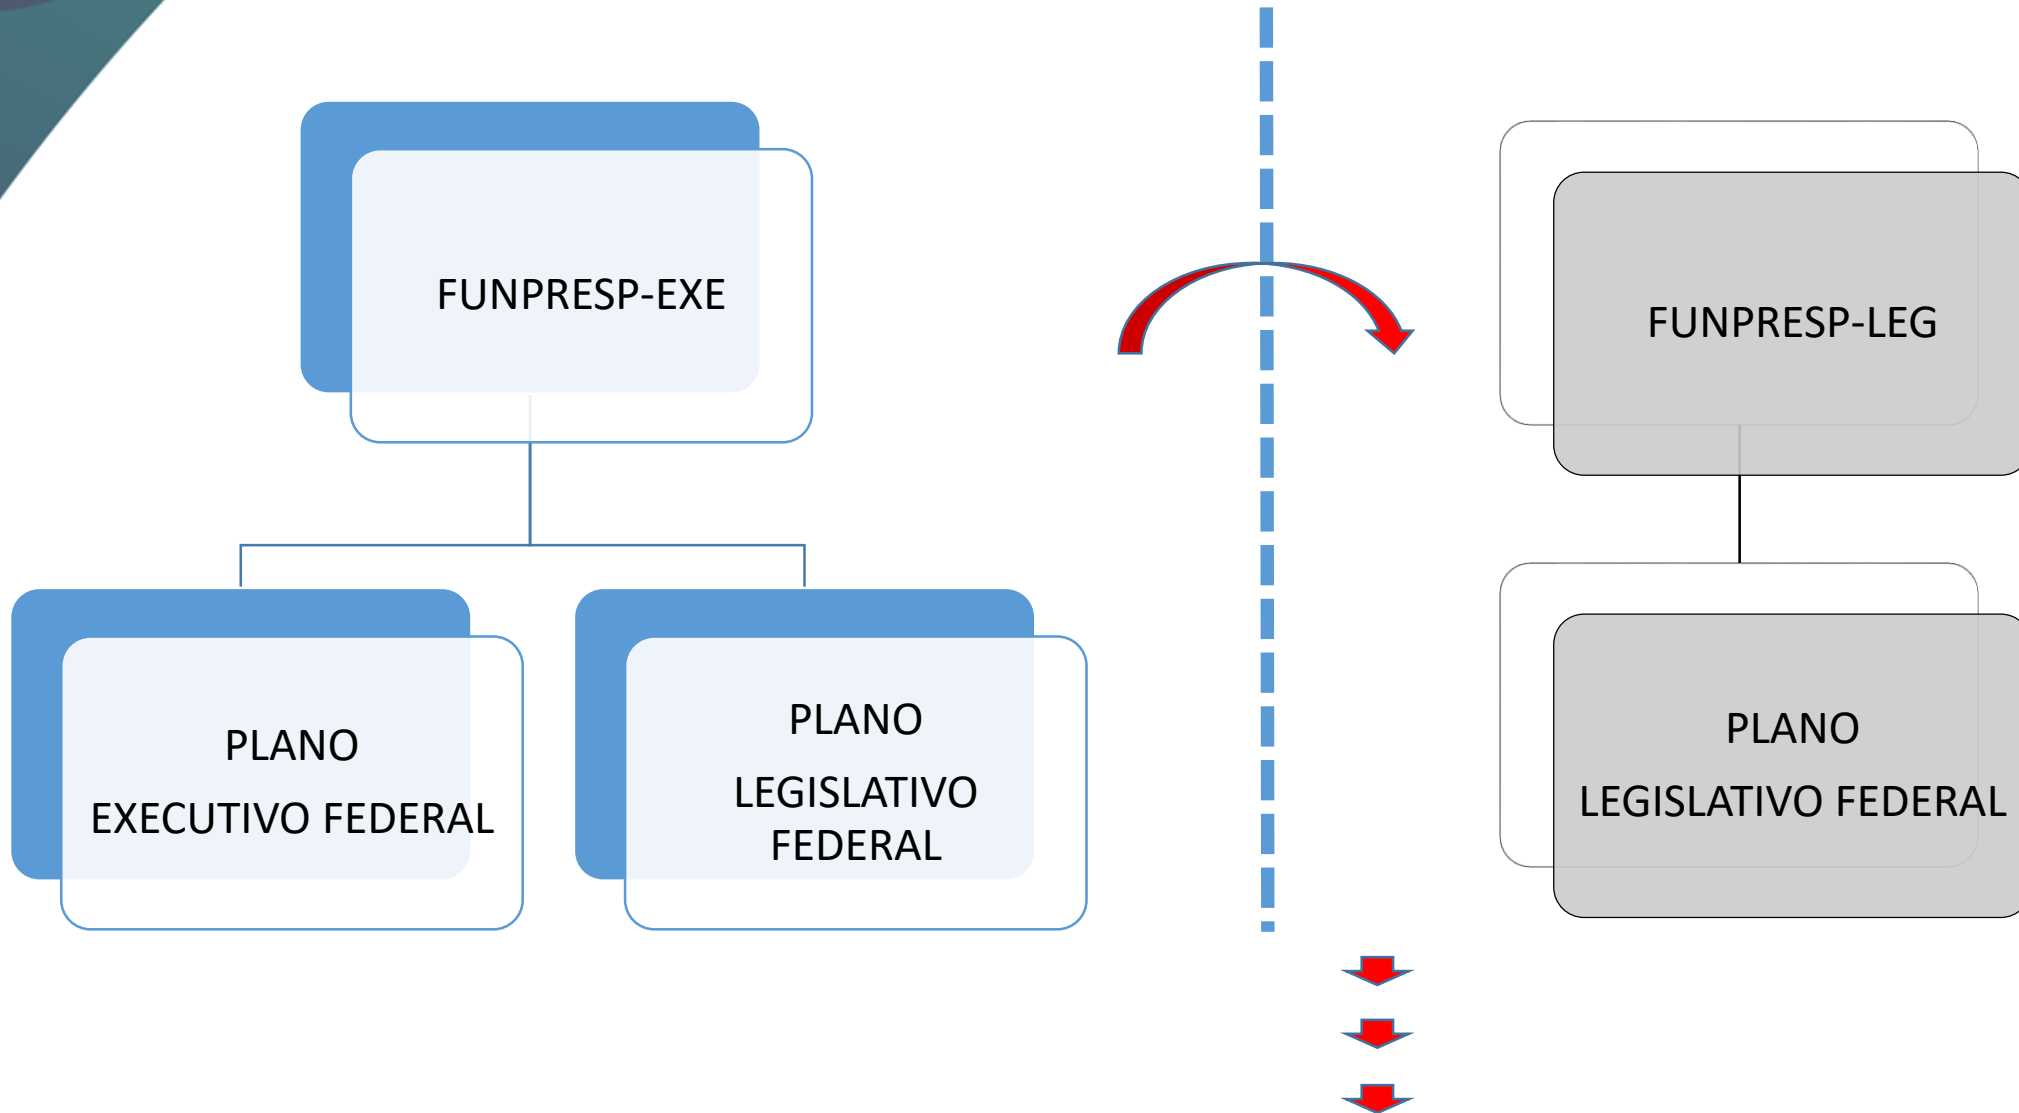 FUNPRESP-EXE
PLANO
EXECUTIVO FEDERAL
PLANO
LEGISLATIVO
FEDERAL
FUNPRESP-LEG
PLANO
LEGISLATIVO FEDERAL